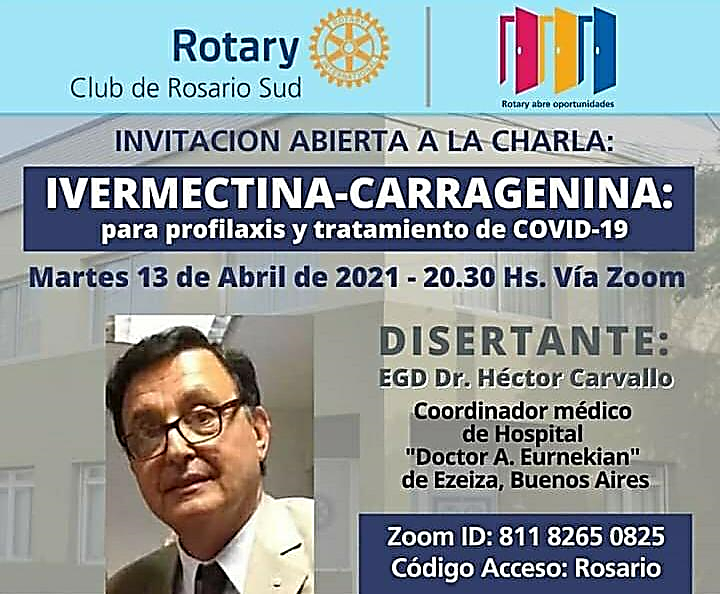 Rotary
Club de Rosario Sud
ROTARY
INTERNATIONAL
Rotary abre oportunidades
INVITACION ABIERTA A LA CHARLA:
IVERMECTINA-CARRAGENINA:
para profilaxis y tratamiento de COVID-19
Martes 13 de Abril de 2021 - 20.30 Hs. Vía Zoom
DISERTANTE:
EGD Dr. Héctor Carvallo
Coordinador médico
de Hospital
"Doctor A. Eurnekian"
de Ezeiza, Buenos Aires
Zoom ID: 811 8265 0825
Código Acceso: Rosario